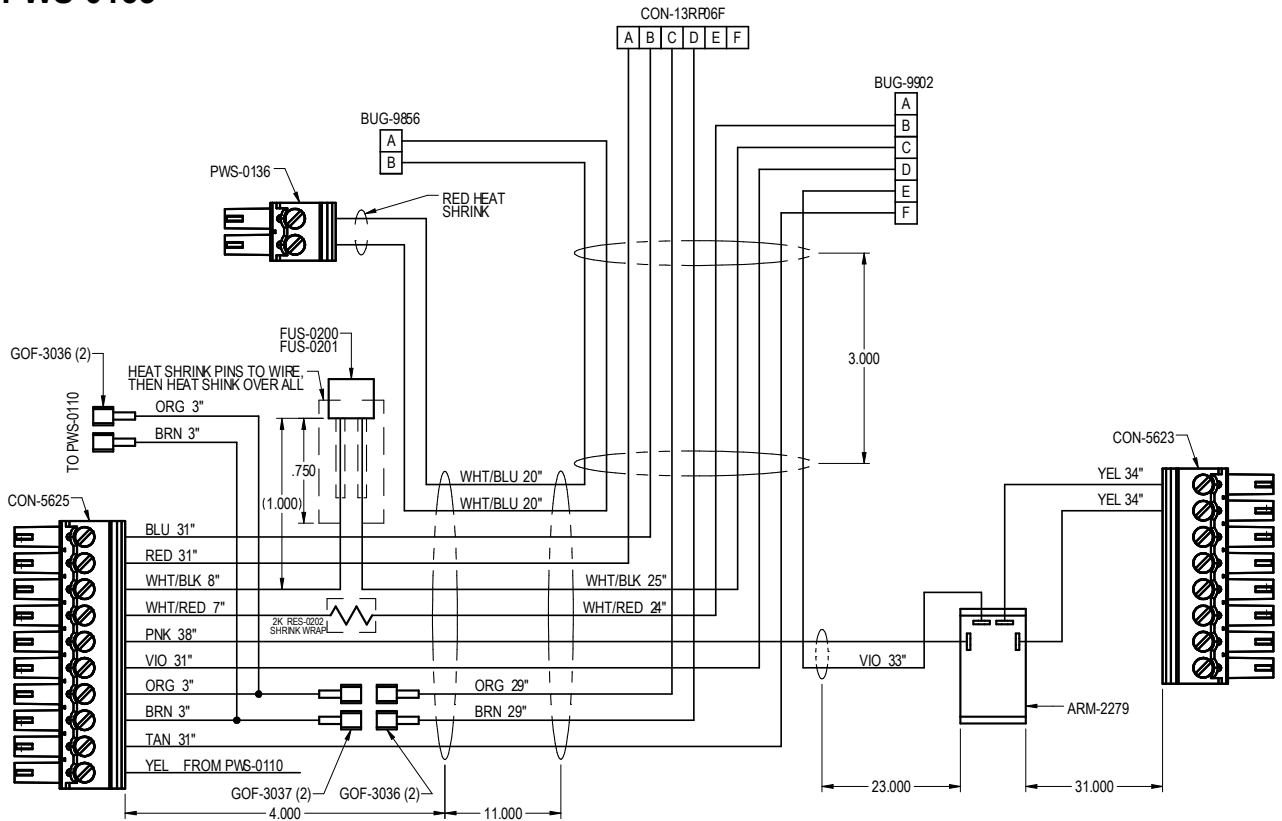 CON-13RP06F
A B C D E F
BUG-9902
A
B
C
D
E
F
BUG-9856
A
B
PWS-0136
RED HEAT
SHRINK
3.000
FUS-0200
FUS-0201
HEAT SHRINK PINS TO WIRE,
THEN HEAT SHINK OVER ALL
GOF-3036 (2)
TO PWS-0110
ORG 3"
BRN 3"
.750
(1.000)
WHT/BLU 20"
WHT/BLU 20"
CON-5623
YEL 34"
YEL 34"
CON-5625
BLU 31"
RED 31"
WHT/BLK 8"
WHT/BLK 25"
WHT/RED 7"
2K RES-0202
SHRINK WRAP
WHT/RED 24"
PNK 38"
VIO 31"
VIO 33"
ORG 3"
ORG 29"
BRN 3"
BRN 29"
ARM-2279
TAN 31"
YEL FROM PWS-0110
GOF-3037 (2)
GOF-3036 (2)
4.000
11.000
23.000
31.000